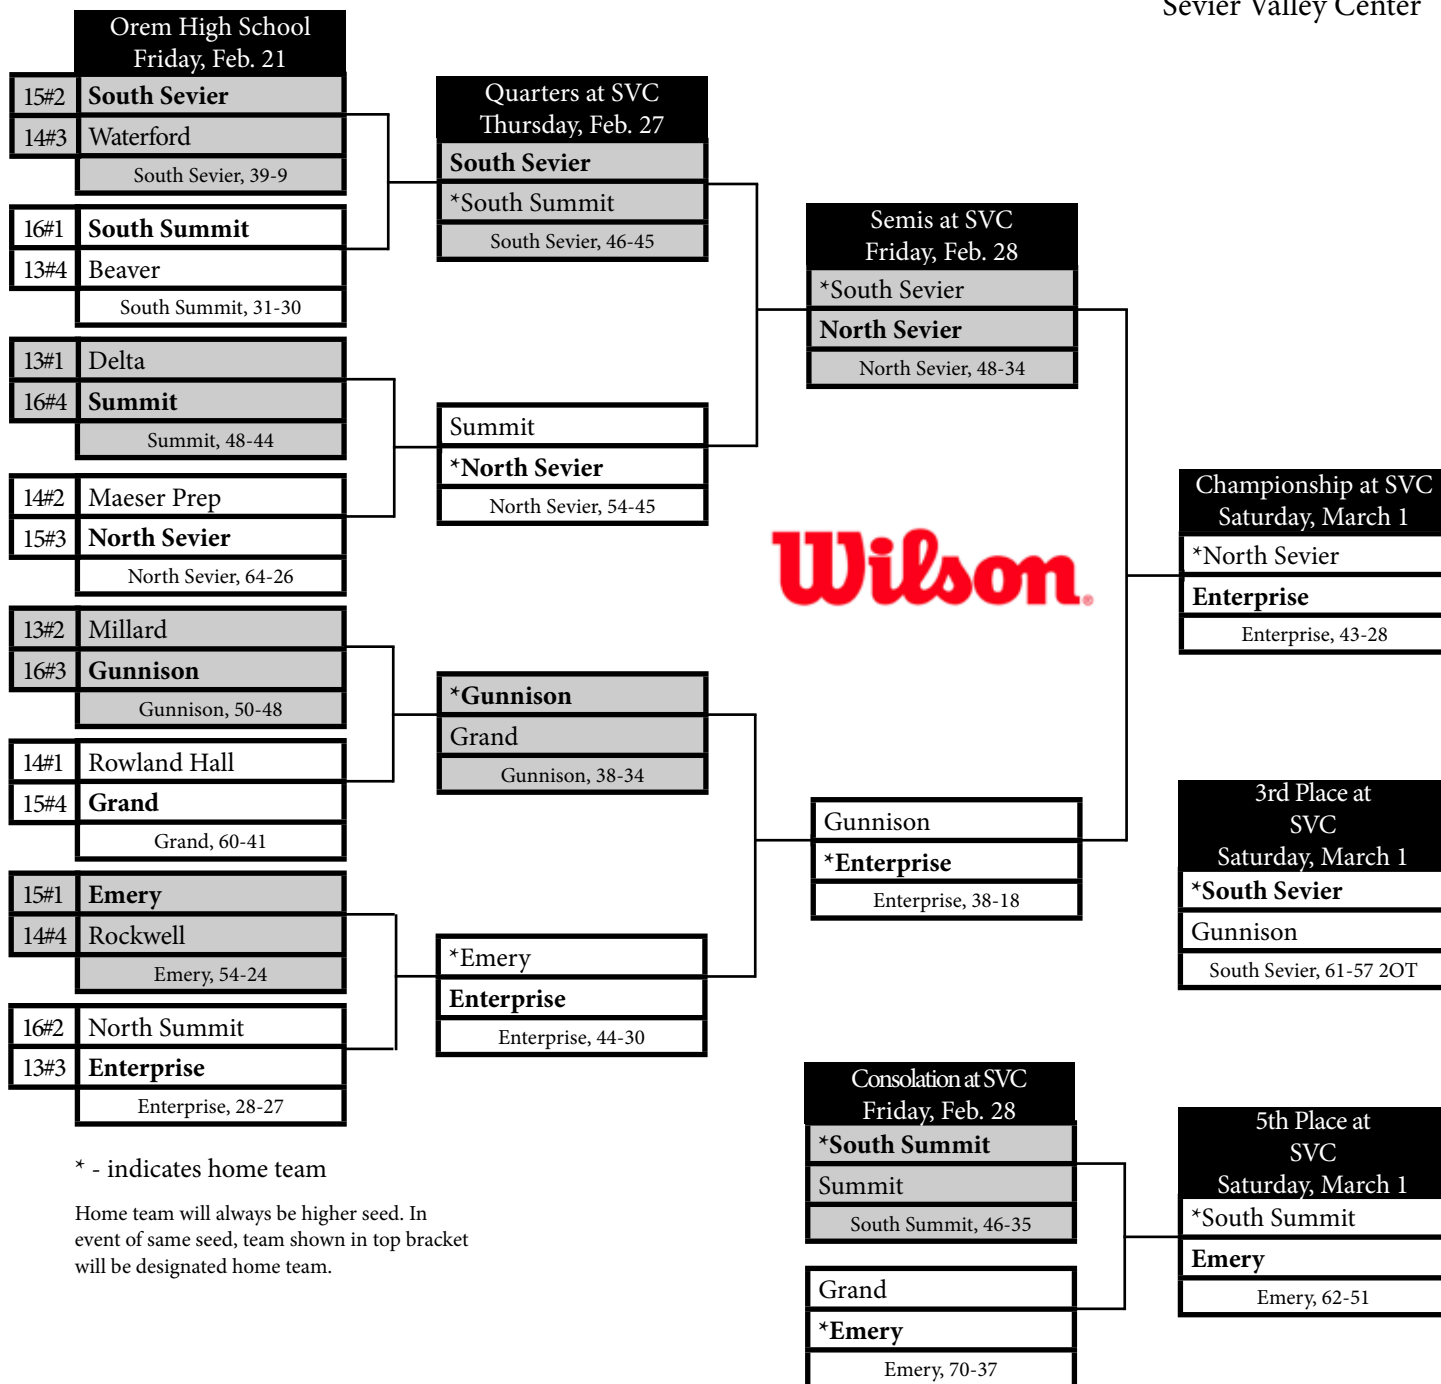 Sevier Valley Center
Orem High School
Friday, Feb. 21
15#2 South Sevier
14#3 Waterford
South Sevier, 39-9
16#1 South Summit
13#4 Beaver
South Summit, 31-30
13#1 Delta
16#4 Summit
Summit, 48-44
14#2 Maeser Prep
15#3 North Sevier
North Sevier, 64-26
13#2 Millard
16#3 Gunnison
Gunnison, 50-48
14#1 Rowland Hall
15#4 Grand
Grand, 60-41
15#1 Emery
14#4 Rockwell
Emery, 54-24
16#2 North Summit
13#3 Enterprise
Enterprise, 28-27
* - indicates home team
Home team will always be higher seed. In
event of same seed, team shown in top bracket
will be designated home team.
Quarters at SVC
Thursday, Feb. 27
South Sevier
*South Summit
South Sevier, 46-45
Summit
*North Sevier
North Sevier, 54-45
*Gunnison
Grand
Gunnison, 38-34
*Emery
Enterprise
Enterprise, 44-30
Semis at SVC
Friday, Feb. 28
*South Sevier
North Sevier
North Sevier, 48-34
Wilson®
Gunnison
*Enterprise
Enterprise, 38-18
Consolation at SVC
Friday, Feb. 28
*South Summit
Summit
South Summit, 46-35
Grand
*Emery
Emery, 70-37
Championship at SVC
Saturday, March 1
*North Sevier
Enterprise
Enterprise, 43-28
3rd Place at
SVC
Saturday, March 1
*South Sevier
Gunnison
South Sevier, 61-57 2OT
5th Place at
SVC
Saturday, March 1
*South Summit
Emery
Emery, 62-51